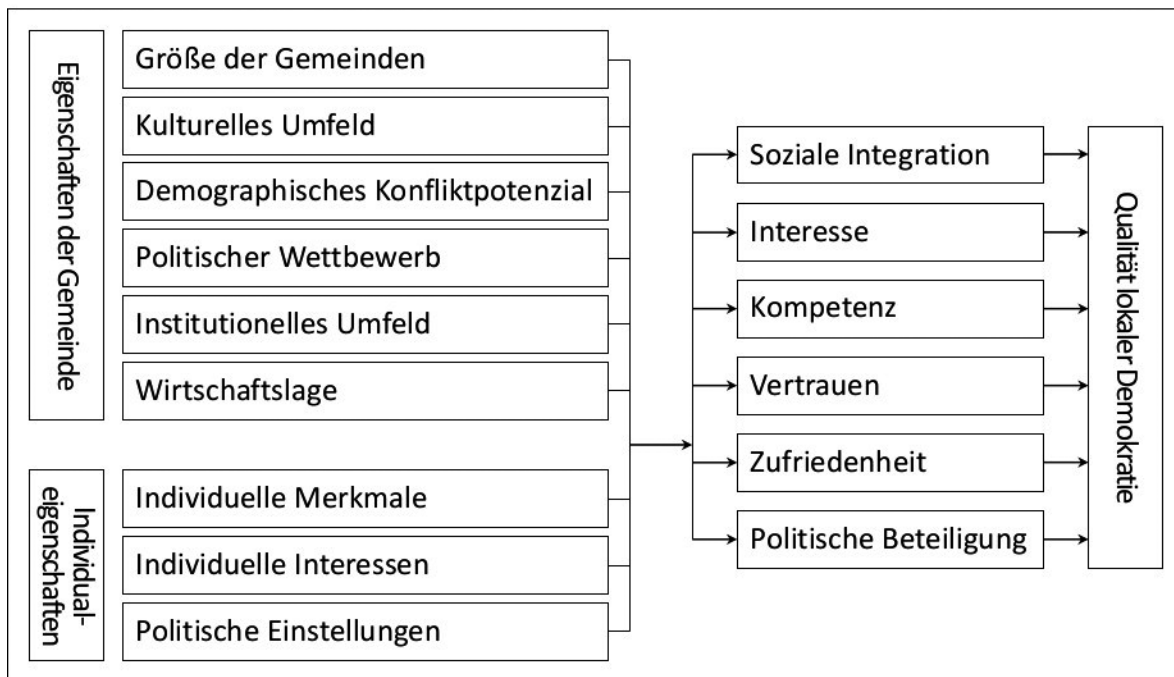 Eigenschaften der Gemeinde
Größe der Gemeinden
Kulturelles Umfeld
Demographisches Konfliktpotenzial
Politischer Wettbewerb
Institutionelles Umfeld
Wirtschaftslage
Individual-
eigenschaften
Individuelle Merkmale
Individuelle Interessen
Politische Einstellungen
Soziale Integration
Interesse
Kompetenz
Vertrauen
Zufriedenheit
Politische Beteiligung
Qualität lokaler Demokratie